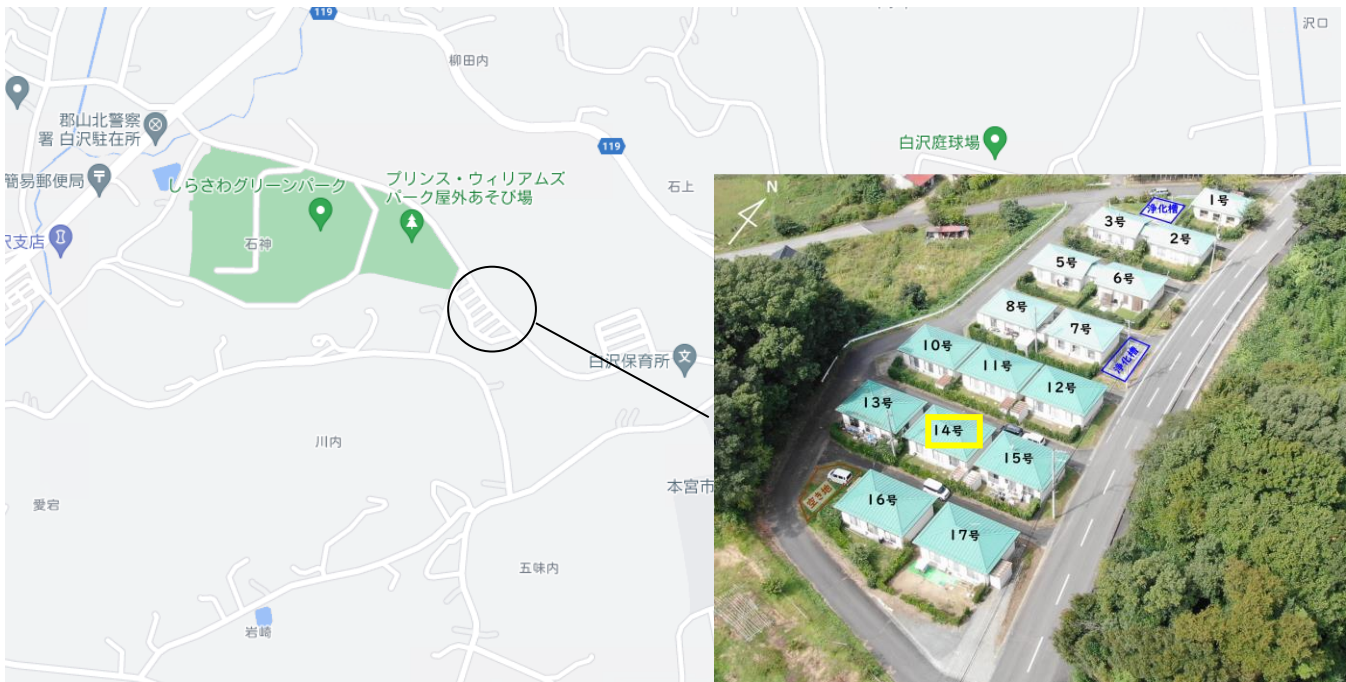 119
沢口
柳田内
郡山北警察
署 白沢駐在所
119
白沢庭球場
簡易郵便局
しらさわグリーンパーク
プリンス・ウィリアムズ
パーク屋外あそび場
石上
沢支店
石神
白沢保育所
川内
本宮市
愛宕
五味内
岩崎
N
1号
浄化槽
3号
2号
5号
6号
8号
7号
浄化槽
10号
11号
12号
13号
14号
15号
空き地
16号
17号